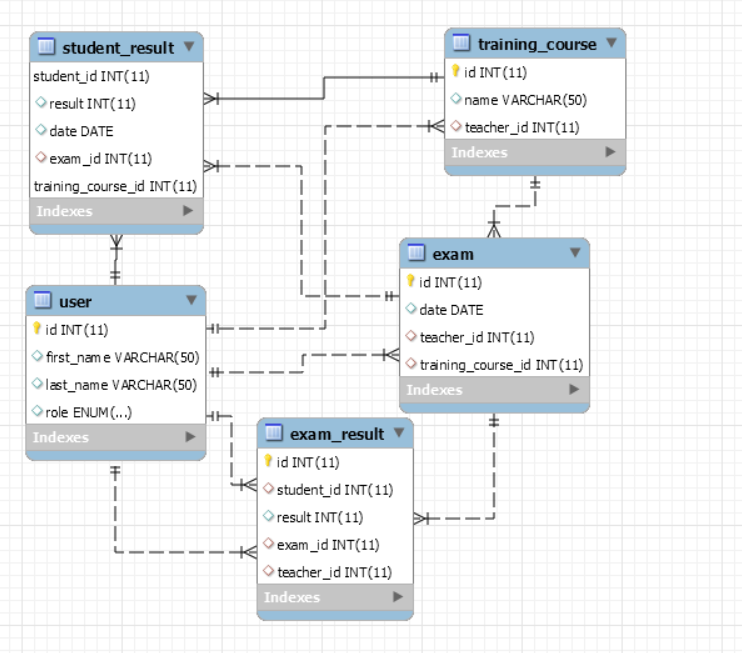 student_result
student_id INT(11)
result INT(11)
date DATE
exam_id INT(11)
training_course_id INT(11)
Indexes
training_course
id INT(11)
name VARCHAR(50)
teacher_id INT(11)
Indexes
exam
id INT(11)
date DATE
teacher_id INT(11)
training_course_id INT(11)
Indexes
user
id INT(11)
first_name VARCHAR(50)
last_name VARCHAR(50)
role ENUM(...)
Indexes
exam_result
id INT(11)
student_id INT(11)
result INT(11)
exam_id INT(11)
teacher_id INT(11)
Indexes